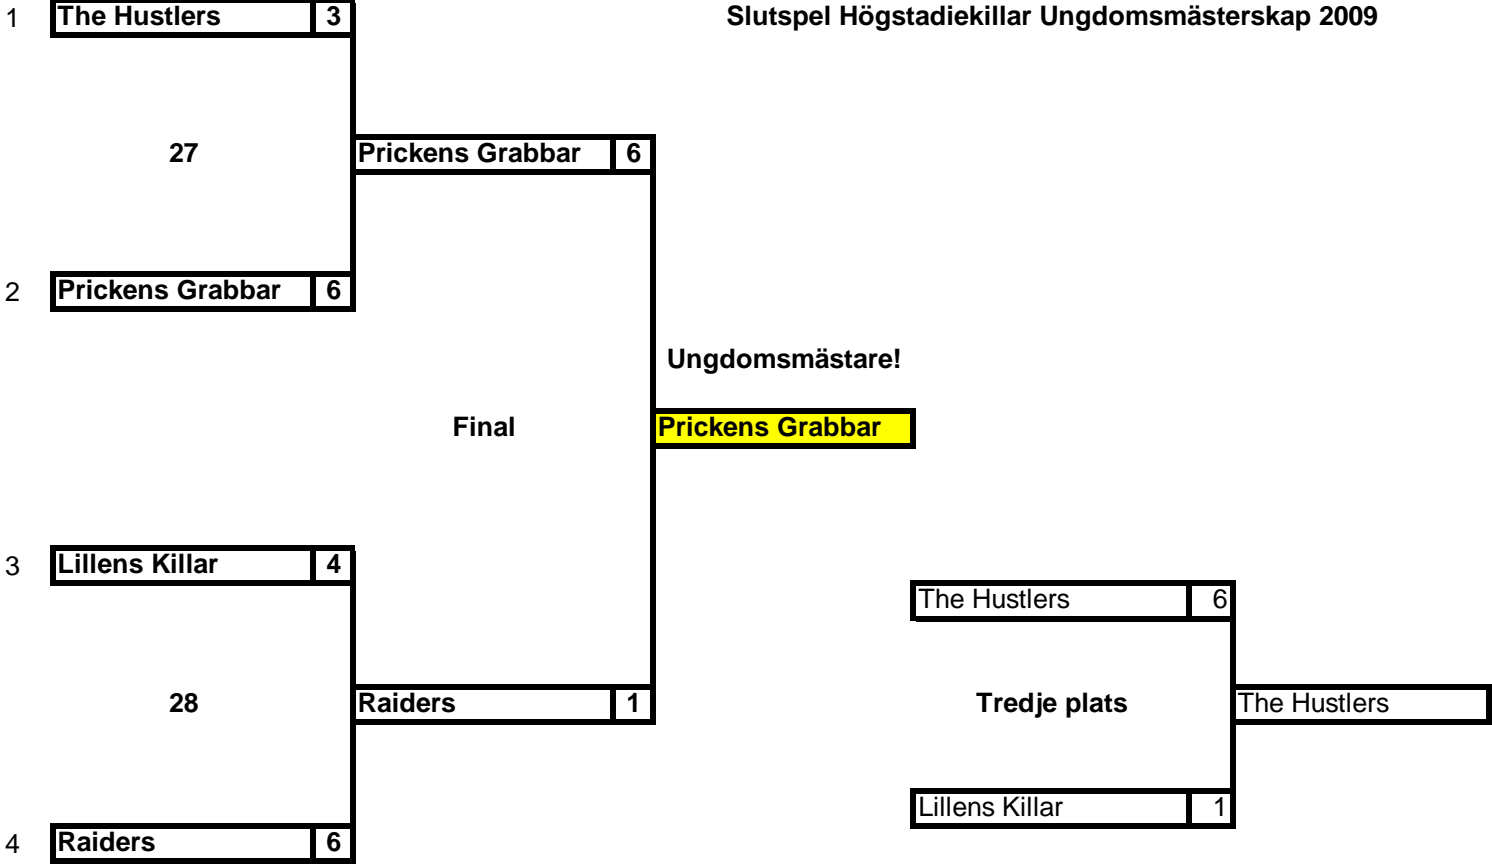 1 The Hustlers 3 Slutspel Högstadiekillar Ungdomsmästerskap 2009
27 Prickens Grabbar 6
2 Prickens Grabbar 6
Ungdomsmästare!
Final Prickens Grabbar
3 Lillens Killar 4
The Hustlers 6
28 Raiders 1 Tredje plats The Hustlers
Lillens Killar 1
4 Raiders 6